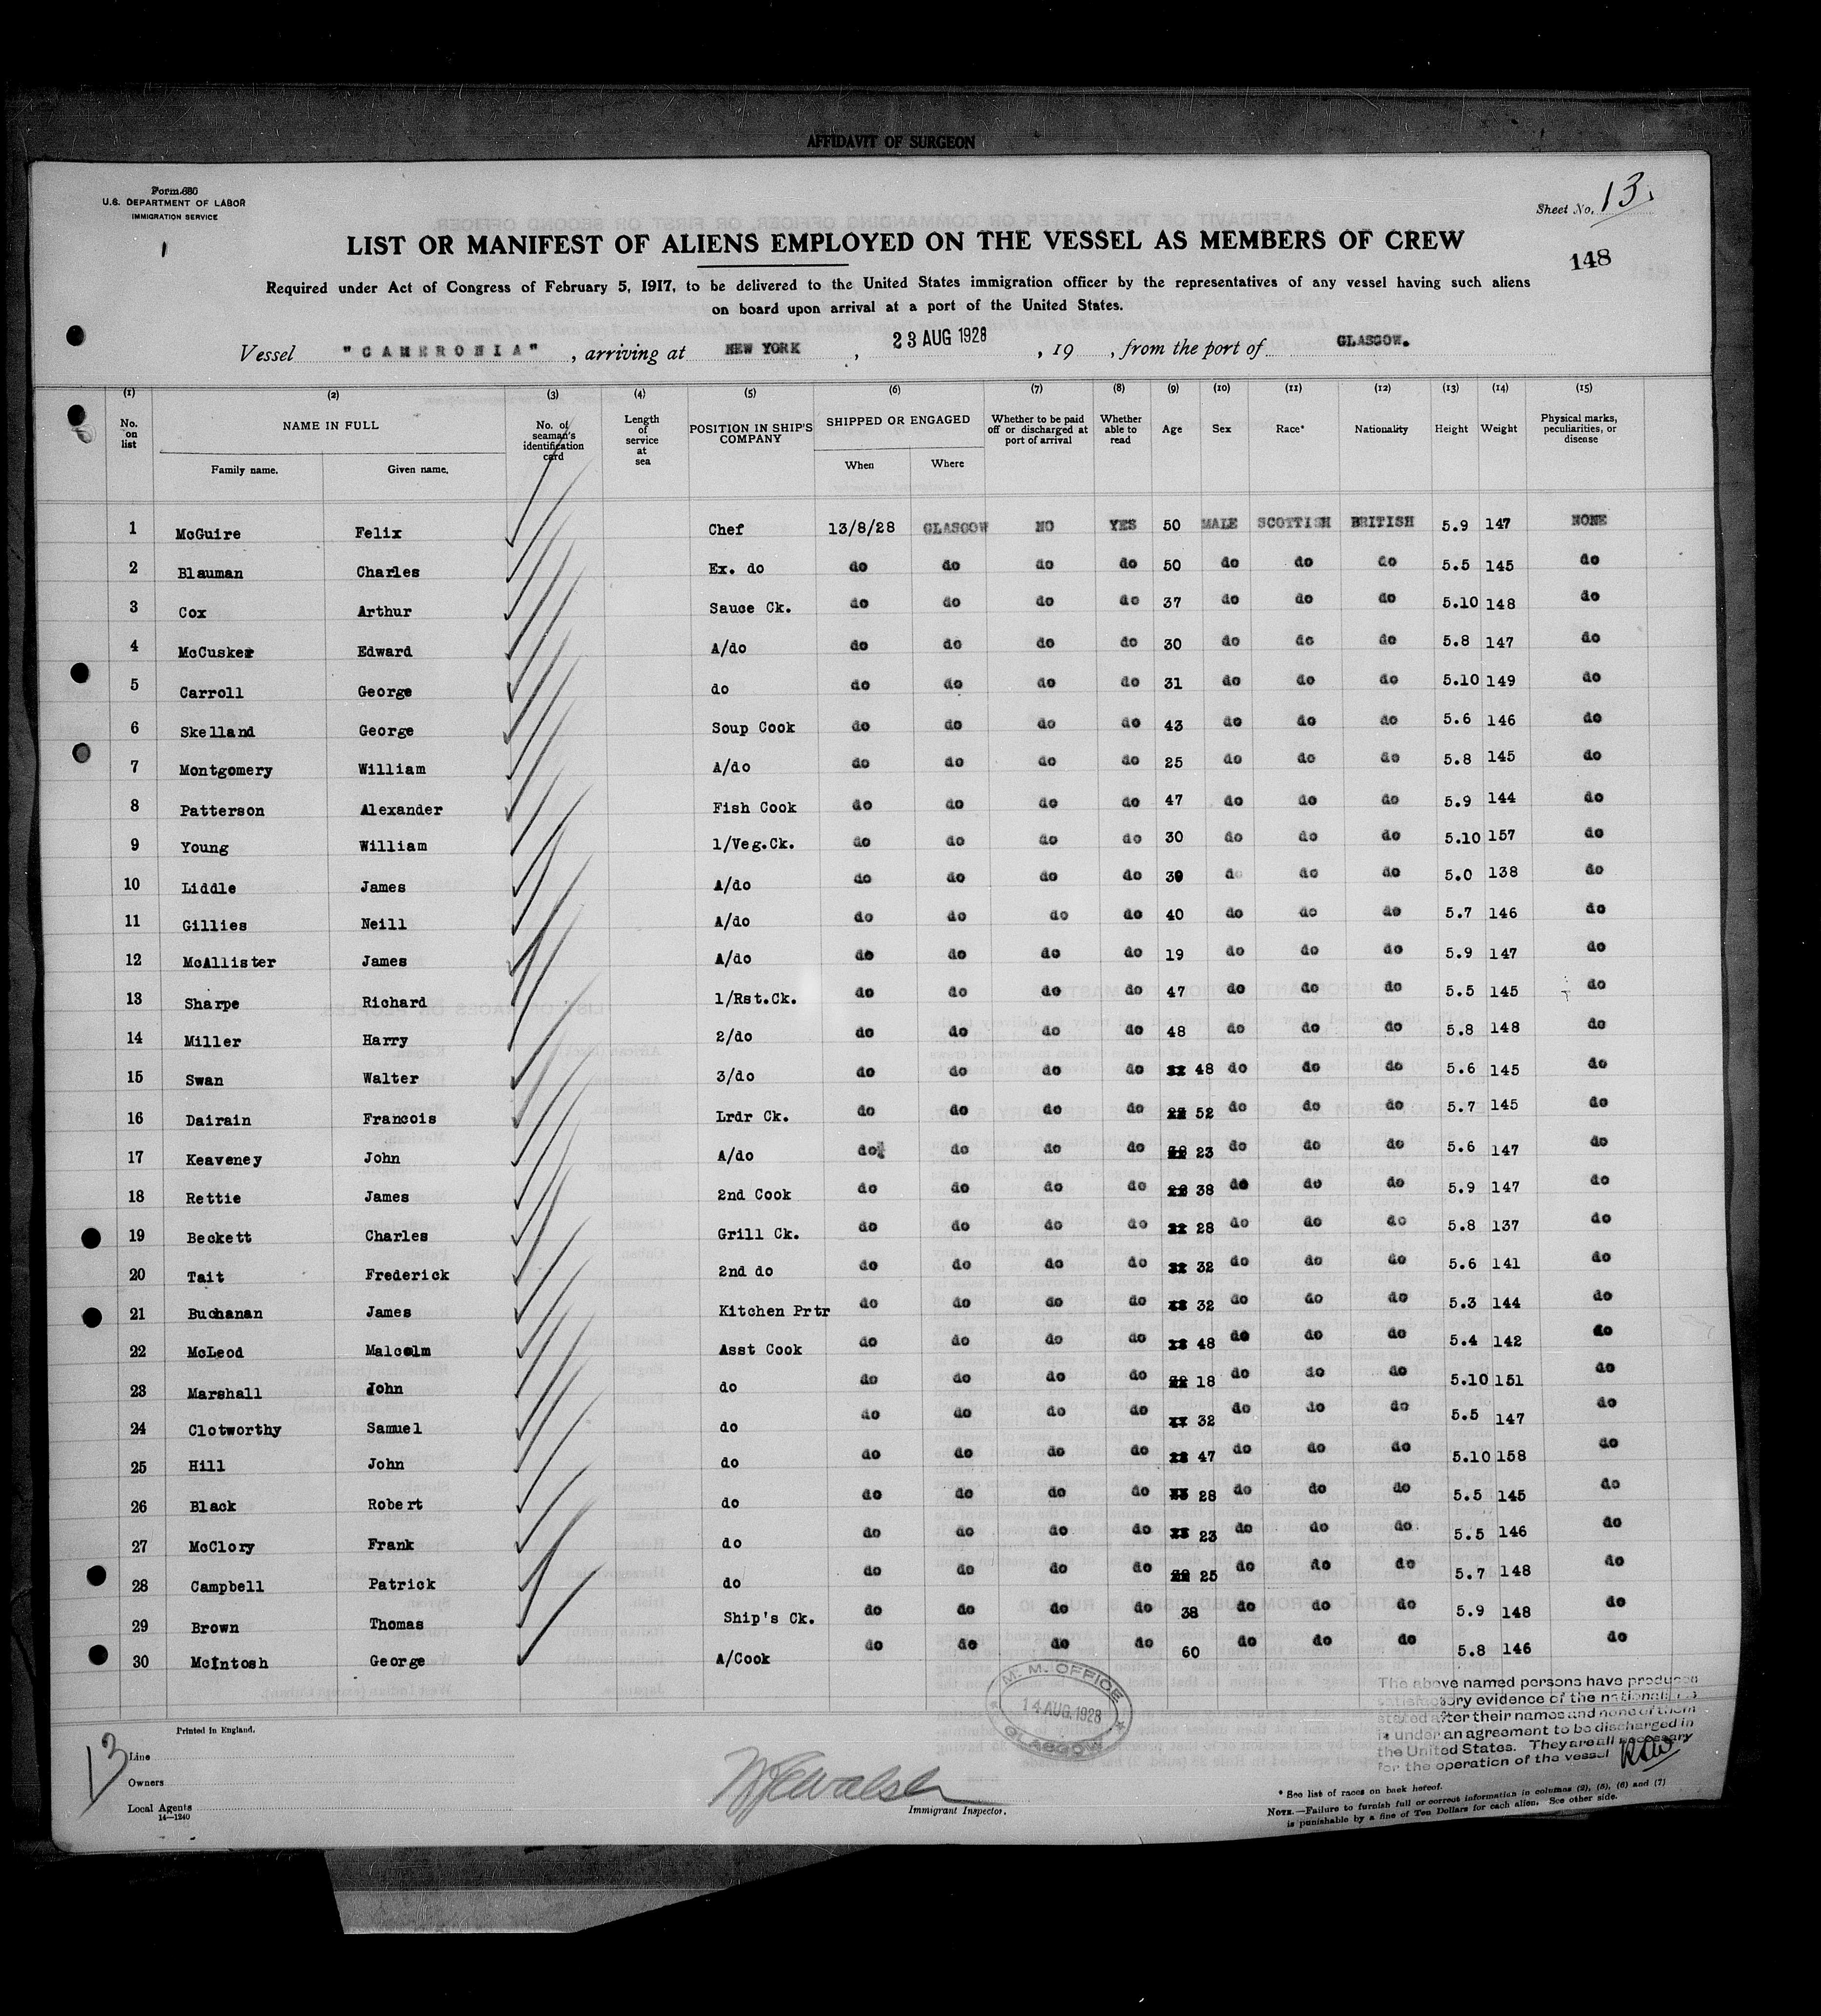 AFFIDAVIT OF SURGEON
Form 680
U.S. DEPARTMENT OF LABOR
IMMIGRATION SERVICE
Sheet No. 13
148
LIST OR MANIFEST OF ALIENS EMPLOYED ON THE VESSEL AS MEMBERS OF CREW
Required under Act of Congress of February 5, 1917, to be delivered to the United States immigration officer by the representatives of any vessel having such aliens
on board upon arrival at a port of the United States.
Vessel "CAMERONIA", arriving at NEW YORK, 23 AUG 1928, 19 , from the port of GLASGOW.
(1) (2) (3) (4) (5) (6) (7) (8) (9) (10) (11) (12) (13) (14) (15)
No. on list NAME IN FULL No. of seaman's identification card Length of service at sea POSITION IN SHIP'S COMPANY SHIPPED OR ENGAGED Whether to be paid off or discharged at port of arrival Whether able to read Age Sex Race* Nationality Height Weight Physical marks, peculiarities, or disease
Family name. Given name. When Where
1 McGuire Felix Chef 13/8/28 GLASGOW NO YES 50 MALE SCOTTISH BRITISH 5.9 147 NONE
2 Blauman Charles Ex. do do do do do 50 do do do 5.5 145 do
3 Cox Arthur Sauce Ck. do do do do 37 do do do 5.10 148 do
4 McCusker Edward A/do do do do do 30 do do do 5.8 147 do
5 Carroll George do do do do do 31 do do do 5.10 149 do
6 Skelland George Soup Cook do do do do 43 do do do 5.6 146 do
7 Montgomery William A/do do do do do 25 do do do 5.8 145 do
8 Patterson Alexander Fish Cook do do do do 47 do do do 5.9 144 do
9 Young William 1/Veg.Ck. do do do do 30 do do do 5.10 157 do
10 Liddle James A/do do do do do 39 do do do 5.0 138 do
11 Gillies Neill A/do do do do do 40 do do do 5.7 146 do
12 McAllister James A/do do do do do 19 do do do 5.9 147 do
13 Sharpe Richard 1/Rst.Ck. do do do do 47 do do do 5.5 145 do
14 Miller Harry 2/do do do do do 48 do do do 5.8 148 do
15 Swan Walter 3/do do do do do 48 do do do 5.6 145 do
16 Dairain Francois Lrdr Ck. do do do do 52 do do do 5.7 145 do
17 Keaveney John A/do do do do do 23 do do do 5.6 147 do
18 Rettie James 2nd Cook do do do do 38 do do do 5.9 147 do
19 Beckett Charles Grill Ck. do do do do 28 do do do 5.8 137 do
20 Tait Frederick 2nd do do do do do 32 do do do 5.6 141 do
21 Buchanan James Kitchen Prtr do do do do 32 do do do 5.3 144 do
22 McLeod Malcolm Asst Cook do do do do 48 do do do 5.4 142 do
23 Marshall John do do do do do 18 do do do 5.10 151 do
24 Clotworthy Samuel do do do do do 32 do do do 5.5 147 do
25 Hill John do do do do do 47 do do do 5.10 158 do
26 Black Robert do do do do do 28 do do do 5.5 145 do
27 McClory Frank do do do do do 23 do do do 5.5 146 do
28 Campbell Patrick do do do do do 25 do do do 5.7 148 do
29 Brown Thomas Ship's Ck. do do do do 38 do do do 5.9 148 do
30 McIntosh George A/Cook do do do do 60 do do do 5.8 146 do
M. M. OFFICE
14 AUG. 1928
GLASGOW
The above named persons have produced
satisfactory evidence of the nationalities
stated after their names and none of them
is under an agreement to be discharged in
the United States. They are all necessary
for the operation of the vessel
Printed in England.
13
Line
Owners
Local Agents
14—1240
Immigrant Inspector.
* See list of races on back hereof.
NOTE.—Failure to furnish full or correct information in columns (2), (5), (6) and (7)
is punishable by a fine of Ten Dollars for each alien. See other side.